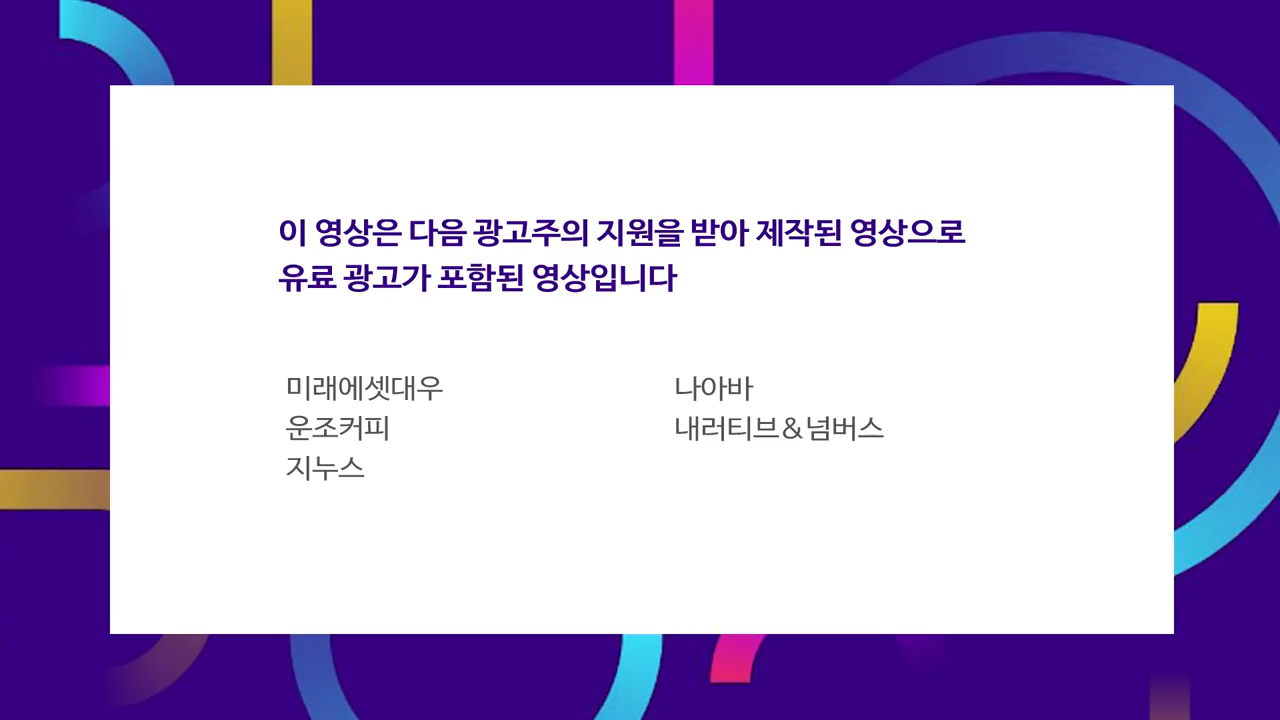 이 영상은 다음 광고주의 지원을 받아 제작된 영상으로
유료 광고가 포함된 영상입니다
미래에셋대우
운조커피
지누스
나아바
내러티브&넘버스